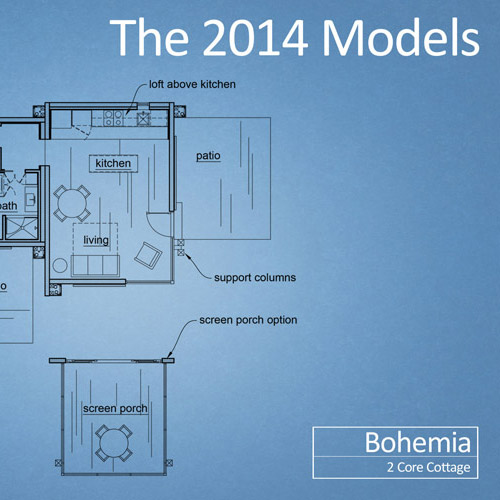 The 2014 Models
loft above kitchen
kitchen
patio
bath
living
support columns
o
screen porch option
screen porch
Bohemia
2 Core Cottage